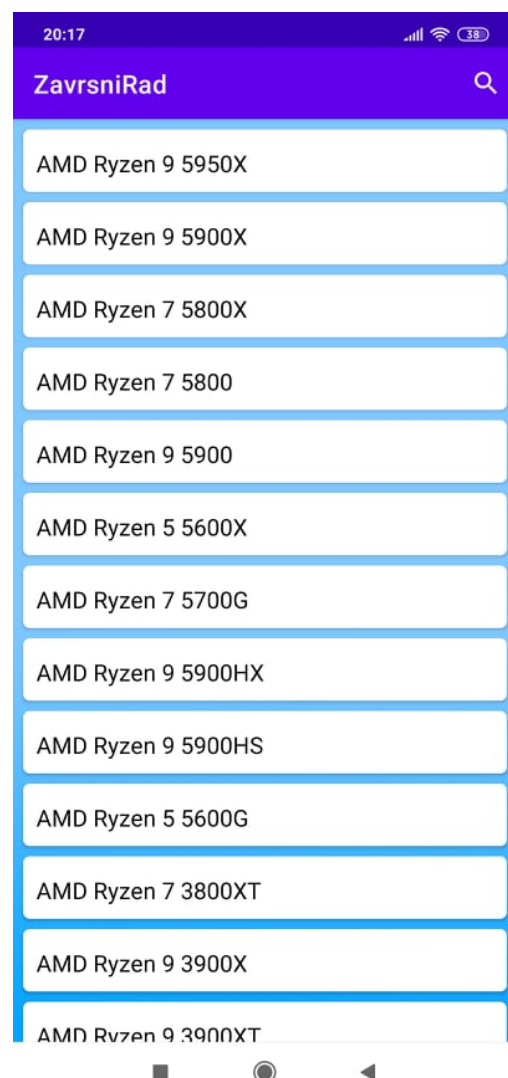 20:17
38
ZavrsniRad
AMD Ryzen 9 5950X
AMD Ryzen 9 5900X
AMD Ryzen 7 5800X
AMD Ryzen 7 5800
AMD Ryzen 9 5900
AMD Ryzen 5 5600X
AMD Ryzen 7 5700G
AMD Ryzen 9 5900HX
AMD Ryzen 9 5900HS
AMD Ryzen 5 5600G
AMD Ryzen 7 3800XT
AMD Ryzen 9 3900X
AMD Ryzen 9 3900XT